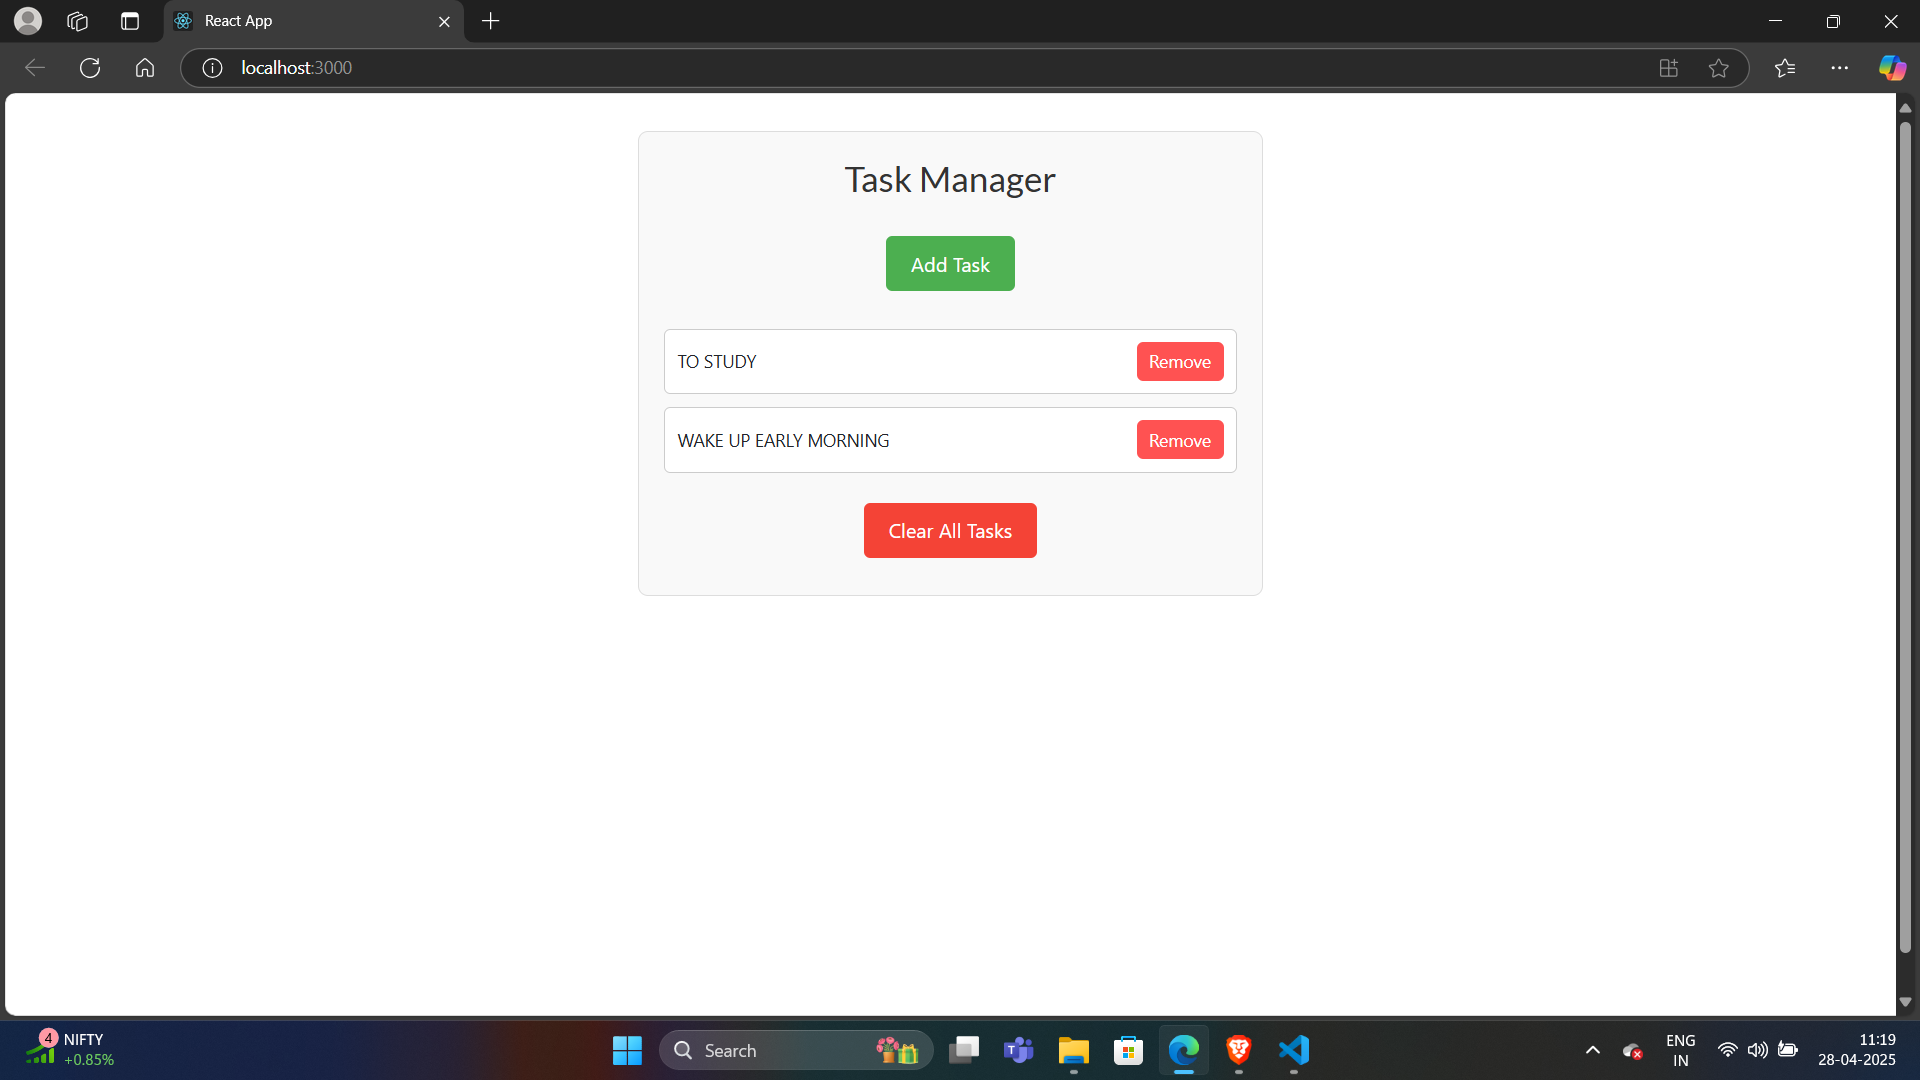 React App
localhost:3000
Task Manager
Add Task
TO STUDY
Remove
WAKE UP EARLY MORNING
Remove
Clear All Tasks
4
NIFTY
+0.85%
Search
ENG
IN
11:19
28-04-2025